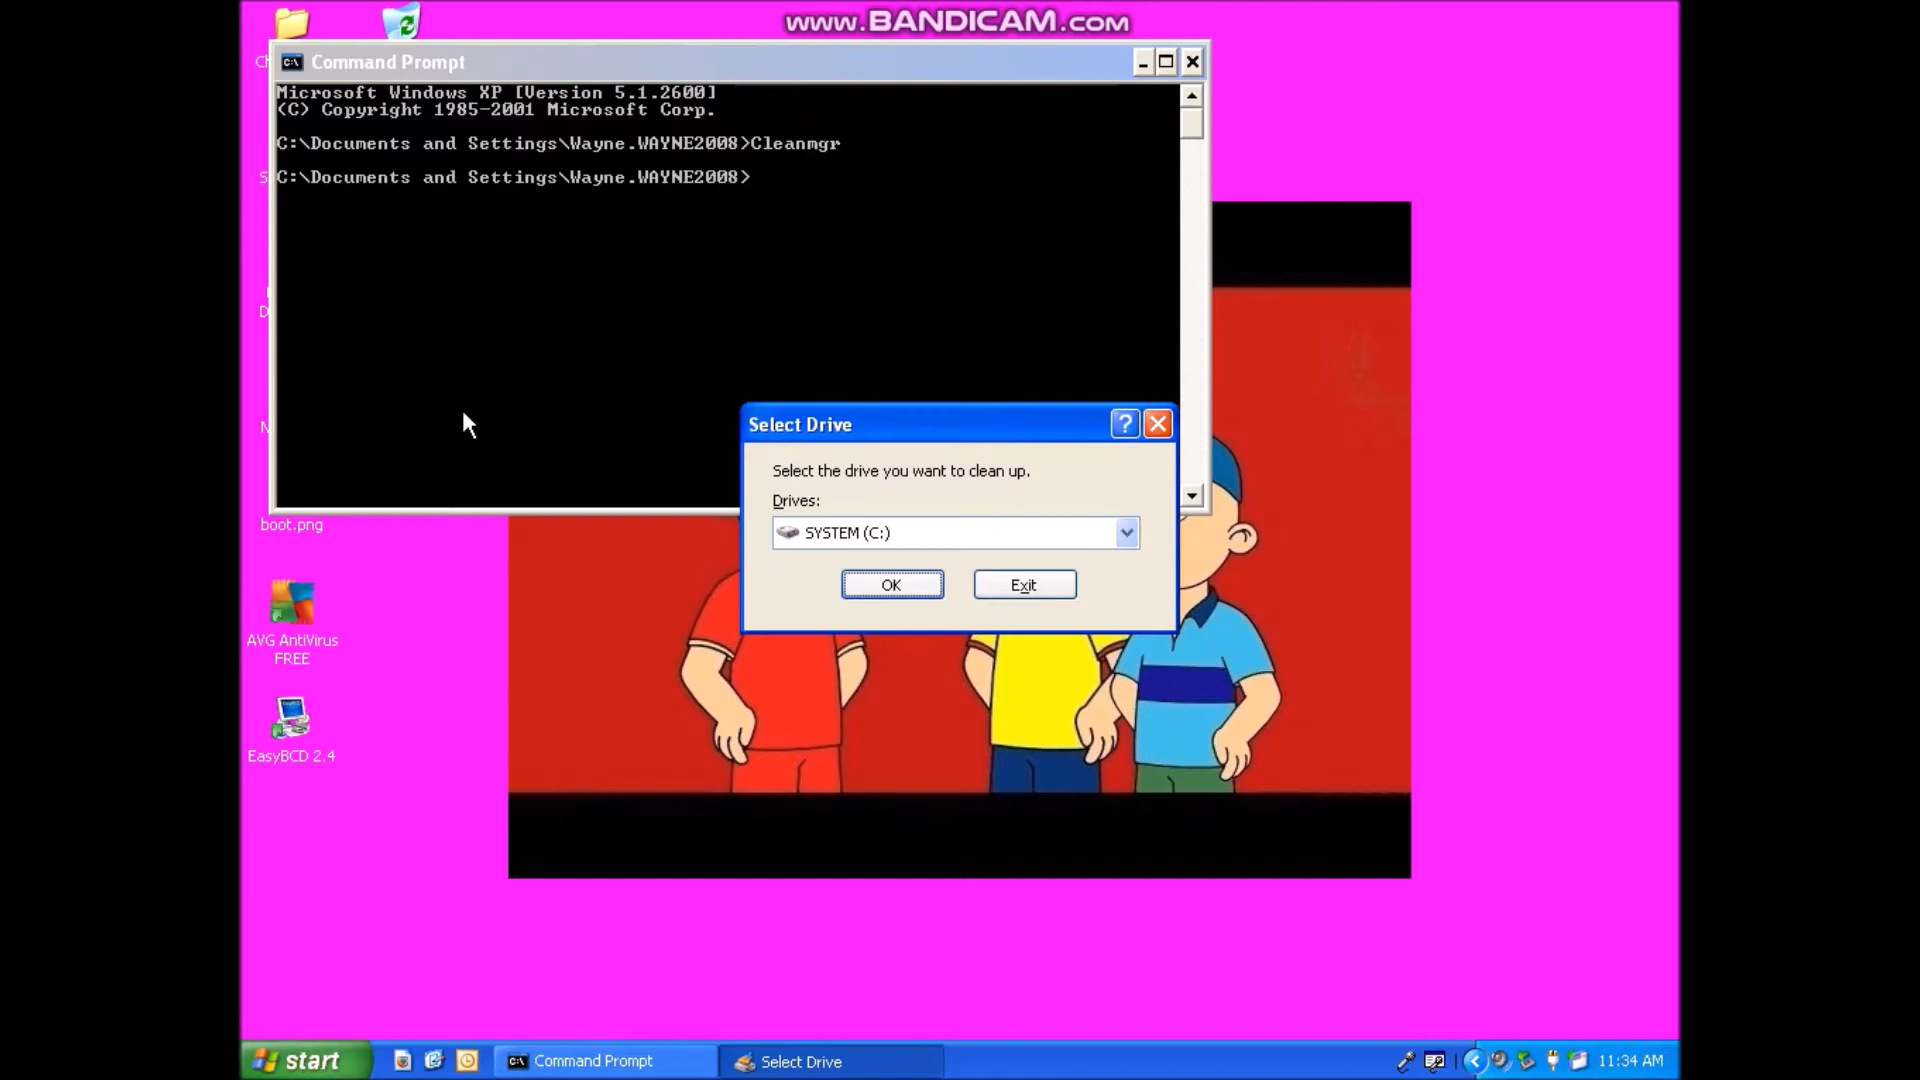 www.BANDICAM.com
Command Prompt
Microsoft Windows XP [Version 5.1.2600]
(C) Copyright 1985-2001 Microsoft Corp.
C:\Documents and Settings\Wayne.WAYNE2008>Cleanmgr
C:\Documents and Settings\Wayne.WAYNE2008>
Select Drive
Select the drive you want to clean up.
Drives:
SYSTEM (C:)
OK
Exit
boot.png
AVG AntiVirus
FREE
EasyBCD 2.4
start
Command Prompt
Select Drive
11:34 AM